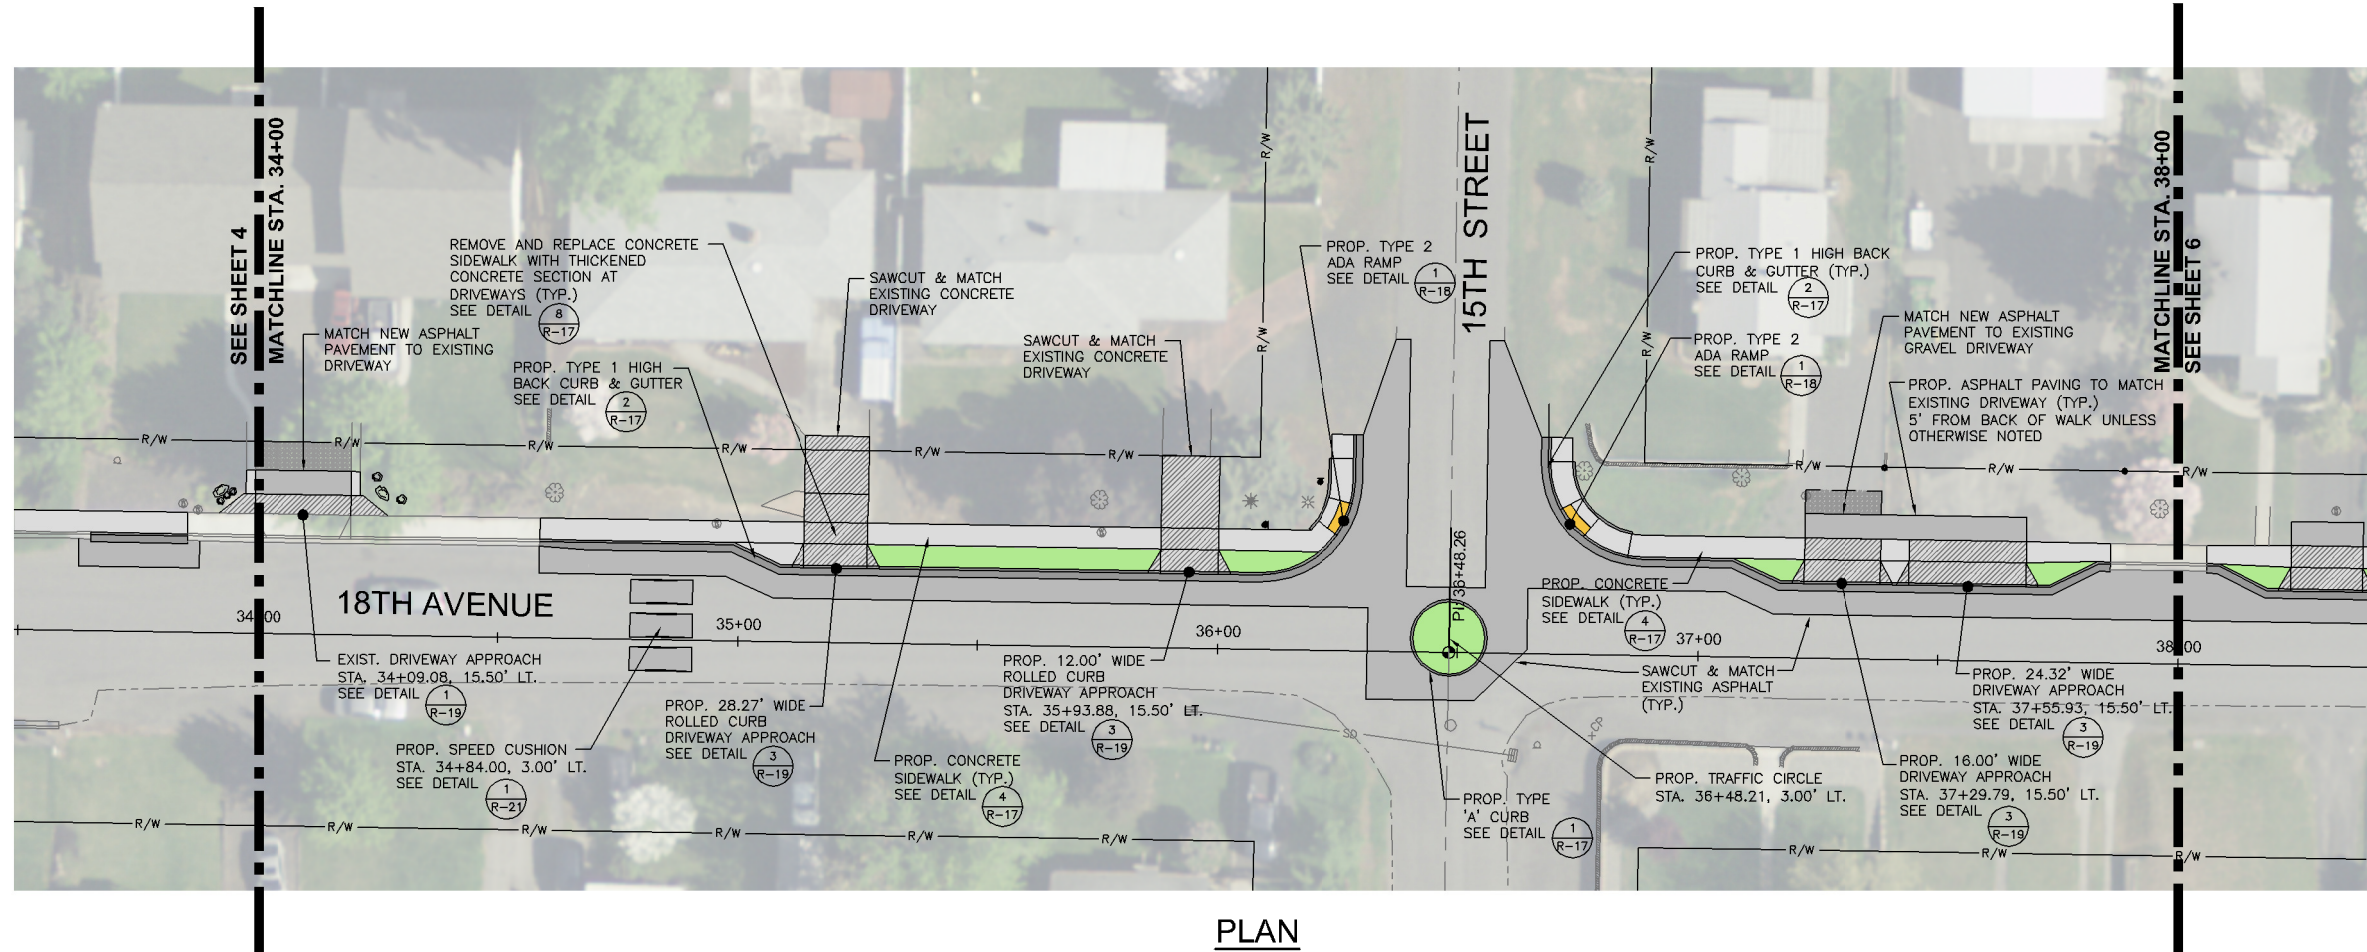 SEE SHEET 4
MATCHLINE STA. 34+00
REMOVE AND REPLACE CONCRETE
SIDEWALK WITH THICKENED
CONCRETE SECTION AT
DRIVEWAYS (TYP.)
SEE DETAIL
8
R-17
MATCH NEW ASPHALT
PAVEMENT TO EXISTING
DRIVEWAY
PROP. TYPE 1 HIGH
BACK CURB & GUTTER
SEE DETAIL
2
R-17
SAWCUT & MATCH
EXISTING CONCRETE
DRIVEWAY
SAWCUT & MATCH
EXISTING CONCRETE
DRIVEWAY
PROP. TYPE 2
ADA RAMP
SEE DETAIL
1
R-18
15TH STREET
PROP. TYPE 1 HIGH BACK
CURB & GUTTER (TYP.)
SEE DETAIL
2
R-17
PROP. TYPE 2
ADA RAMP
SEE DETAIL
1
R-18
MATCH NEW ASPHALT
PAVEMENT TO EXISTING
GRAVEL DRIVEWAY
PROP. ASPHALT PAVING TO MATCH
EXISTING DRIVEWAY (TYP.)
5' FROM BACK OF WALK UNLESS
OTHERWISE NOTED
MATCHLINE STA. 38+00
SEE SHEET 6
R/W
R/W
R/W
R/W
R/W
R/W
R/W
R/W
R/W
R/W
R/W
R/W
R/W
18TH AVENUE
34+00
35+00
36+00
37+00
38+00
PI: 36+48.26
EXIST. DRIVEWAY APPROACH
STA. 34+09.08, 15.50' LT.
SEE DETAIL
1
R-19
PROP. SPEED CUSHION
STA. 34+84.00, 3.00' LT.
SEE DETAIL
1
R-21
PROP. 28.27' WIDE
ROLLED CURB
DRIVEWAY APPROACH
SEE DETAIL
3
R-19
PROP. CONCRETE
SIDEWALK (TYP.)
SEE DETAIL
4
R-17
PROP. 12.00' WIDE
ROLLED CURB
DRIVEWAY APPROACH
STA. 35+93.88, 15.50' LT.
SEE DETAIL
3
R-19
SD
CP
PROP. TYPE
'A' CURB
SEE DETAIL
1
R-17
PROP. CONCRETE
SIDEWALK (TYP.)
SEE DETAIL
4
R-17
SAWCUT & MATCH
EXISTING ASPHALT
(TYP.)
PROP. TRAFFIC CIRCLE
STA. 36+48.21, 3.00' LT.
PROP. 24.32' WIDE
DRIVEWAY APPROACH
STA. 37+55.93, 15.50' LT.
SEE DETAIL
3
R-19
PROP. 16.00' WIDE
DRIVEWAY APPROACH
STA. 37+29.79, 15.50' LT.
SEE DETAIL
3
R-19
R/W
R/W
R/W
R/W
R/W
R/W
R/W
R/W
R/W
PLAN